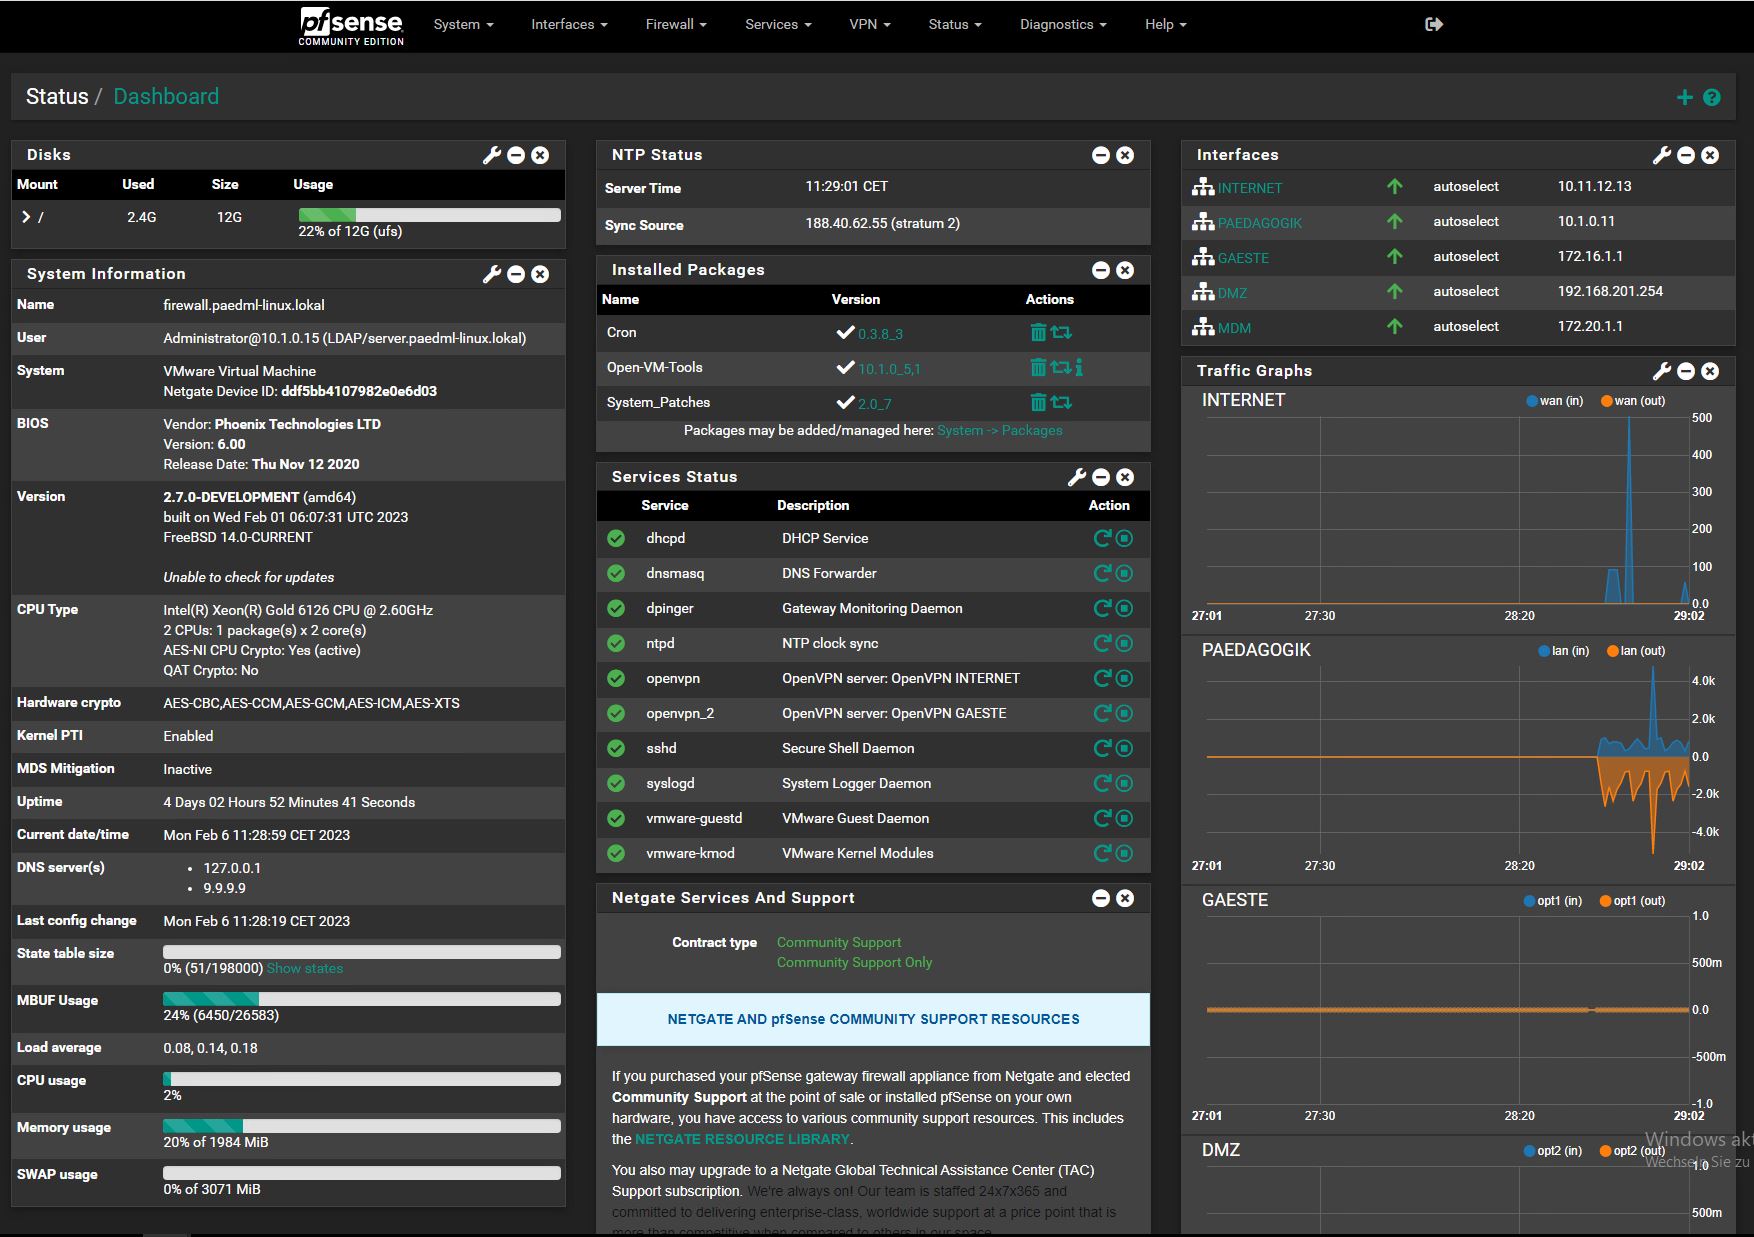 pfsense
COMMUNITY EDITION
System
Interfaces
Firewall
Services
VPN
Status
Diagnostics
Help
Status / Dashboard
Disks
Mount Used Size Usage
/ 2.4G 12G
22% of 12G (ufs)
System Information
Name firewall.paedml-linux.lokal
User Administrator@10.1.0.15 (LDAP/server.paedml-linux.lokal)
System VMware Virtual Machine
Netgate Device ID: ddf5bb4107982e0e6d03
BIOS Vendor: Phoenix Technologies LTD
Version: 6.00
Release Date: Thu Nov 12 2020
Version 2.7.0-DEVELOPMENT (amd64)
built on Wed Feb 01 06:07:31 UTC 2023
FreeBSD 14.0-CURRENT
Unable to check for updates
CPU Type Intel(R) Xeon(R) Gold 6126 CPU @ 2.60GHz
2 CPUs: 1 package(s) x 2 core(s)
AES-NI CPU Crypto: Yes (active)
QAT Crypto: No
Hardware crypto AES-CBC,AES-CCM,AES-GCM,AES-ICM,AES-XTS
Kernel PTI Enabled
MDS Mitigation Inactive
Uptime 4 Days 02 Hours 52 Minutes 41 Seconds
Current date/time Mon Feb 6 11:28:59 CET 2023
DNS server(s) • 127.0.0.1
• 9.9.9.9
Last config change Mon Feb 6 11:28:19 CET 2023
State table size
0% (51/198000) Show states
MBUF Usage
24% (6450/26583)
Load average 0.08, 0.14, 0.18
CPU usage
2%
Memory usage
20% of 1984 MiB
SWAP usage
0% of 3071 MiB
NTP Status
Server Time 11:29:01 CET
Sync Source 188.40.62.55 (stratum 2)
Installed Packages
Name Version Actions
Cron 0.3.8_3
Open-VM-Tools 10.1.0_5,1
System_Patches 2.0_7
Packages may be added/managed here: System -> Packages
Services Status
Service Description Action
dhcpd DHCP Service
dnsmasq DNS Forwarder
dpinger Gateway Monitoring Daemon
ntpd NTP clock sync
openvpn OpenVPN server: OpenVPN INTERNET
openvpn_2 OpenVPN server: OpenVPN GAESTE
sshd Secure Shell Daemon
syslogd System Logger Daemon
vmware-guestd VMware Guest Daemon
vmware-kmod VMware Kernel Modules
Netgate Services And Support
Contract type Community Support
Community Support Only
NETGATE AND pfSense COMMUNITY SUPPORT RESOURCES
If you purchased your pfSense gateway firewall appliance from Netgate and elected
Community Support at the point of sale or installed pfSense on your own
hardware, you have access to various community support resources. This includes
the NETGATE RESOURCE LIBRARY.
You also may upgrade to a Netgate Global Technical Assistance Center (TAC)
Support subscription. We're always on! Our team is staffed 24x7x365 and
committed to delivering enterprise-class, worldwide support at a price point that is
more than competitive when compared to others in our space.
Interfaces
INTERNET autoselect 10.11.12.13
PAEDAGOGIK autoselect 10.1.0.11
GAESTE autoselect 172.16.1.1
DMZ autoselect 192.168.201.254
MDM autoselect 172.20.1.1
Traffic Graphs
INTERNET wan (in) wan (out)
500
400
300
200
100
0.0
27:01 27:30 28:20 29:02
PAEDAGOGIK lan (in) lan (out)
4.0k
2.0k
0.0
-2.0k
-4.0k
27:01 27:30 28:20 29:02
GAESTE opt1 (in) opt1 (out)
1.0
500m
0.0
-500m
-1.0
27:01 27:30 28:20 29:02
DMZ opt2 (in) opt2 (out)
1.0
500m
Windows akt
Wechseln Sie zu